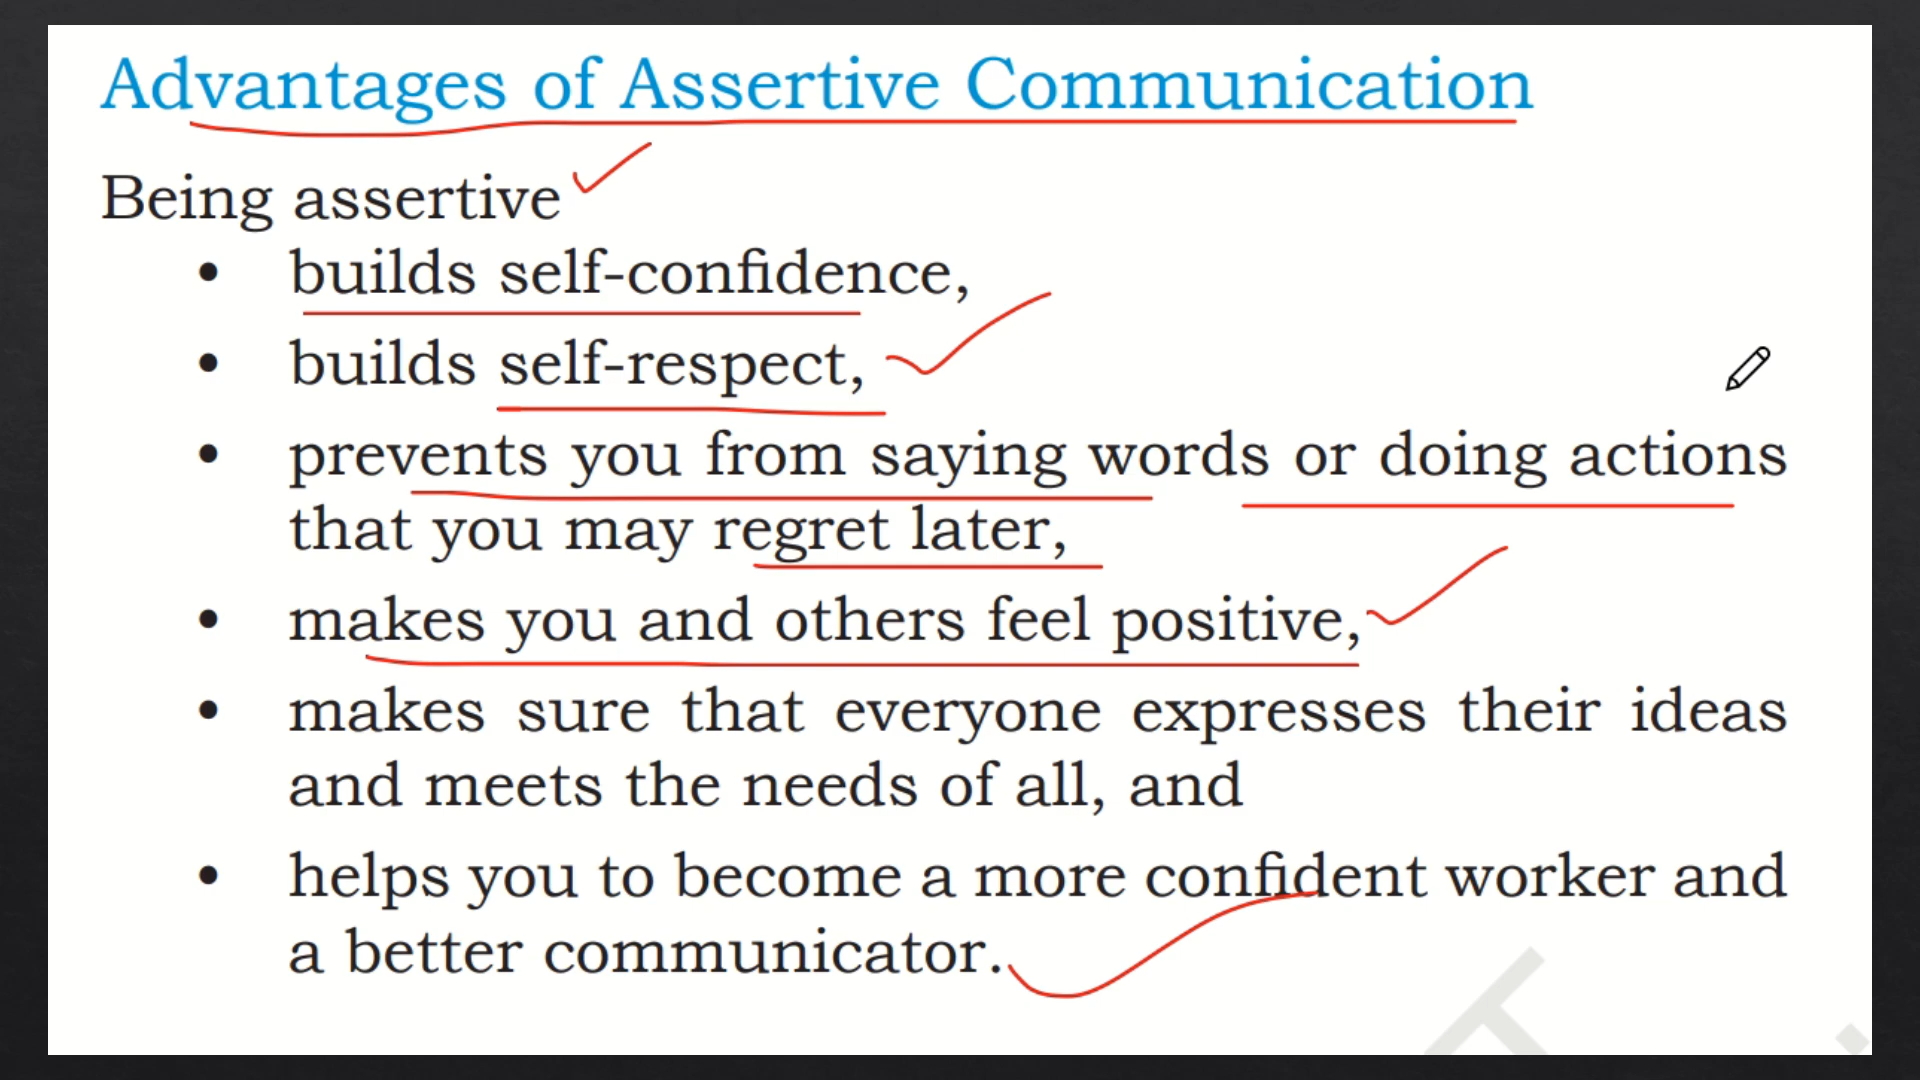 Advantages of Assertive Communication
Being assertive
• builds self-confidence,
• builds self-respect,
• prevents you from saying words or doing actions
that you may regret later,
• makes you and others feel positive,
• makes sure that everyone expresses their ideas
and meets the needs of all, and
• helps you to become a more confident worker and
a better communicator.